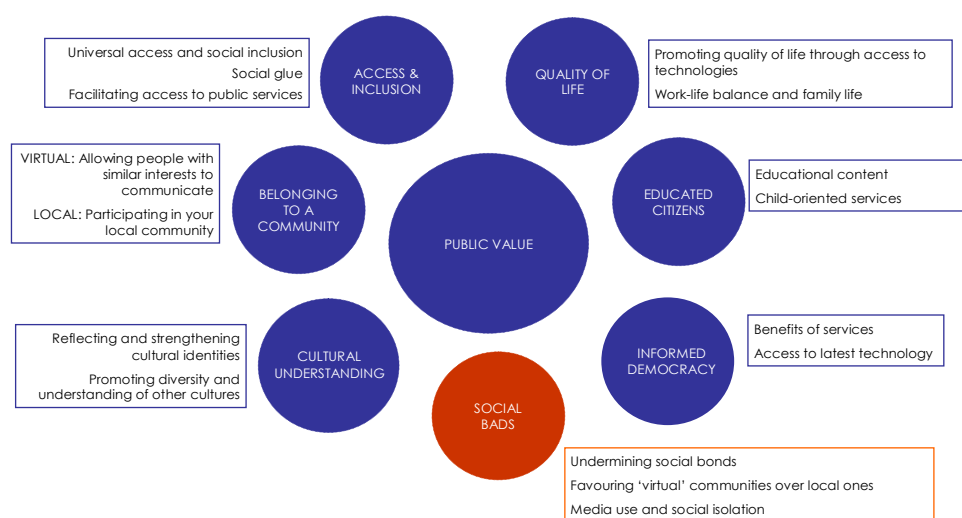 Universal access and social inclusion
Social glue
Facilitating access to public services
ACCESS &
INCLUSION
QUALITY OF
LIFE
Promoting quality of life through access to
technologies
Work-life balance and family life
VIRTUAL: Allowing people with
similar interests to
communicate
LOCAL: Participating in your
local community
BELONGING
TO A
COMMUNITY
PUBLIC VALUE
EDUCATED
CITIZENS
Educational content
Child-oriented services
Reflecting and strengthening
cultural identities
Promoting diversity and
understanding of other cultures
CULTURAL
UNDERSTANDING
SOCIAL
BADS
INFORMED
DEMOCRACY
Benefits of services
Access to latest technology
Undermining social bonds
Favouring ‘virtual’ communities over local ones
Media use and social isolation